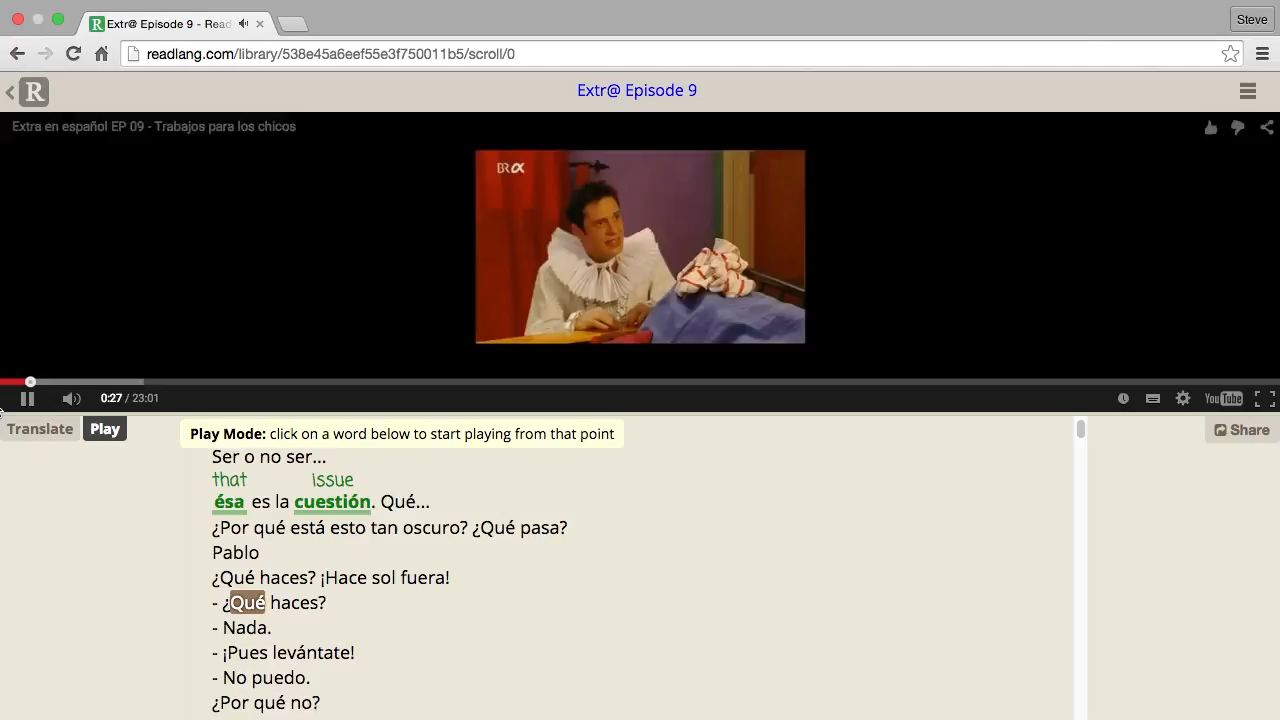 Extr@ Episode 9 - Read
Steve
readlang.com/library/538e45a6eef55e3f750011b5/scroll/0
R
Extr@ Episode 9
Extra en español EP 09 - Trabajos para los chicos
BRα
0:27 / 23:01
YouTube
Translate
Play
Play Mode: click on a word below to start playing from that point
Share
Ser o no ser...
that issue
ésa es la cuestión. Qué...
¿Por qué está esto tan oscuro? ¿Qué pasa?
Pablo
¿Qué haces? ¡Hace sol fuera!
- ¿Qué haces?
- Nada.
- ¡Pues levántate!
- No puedo.
¿Por qué no?